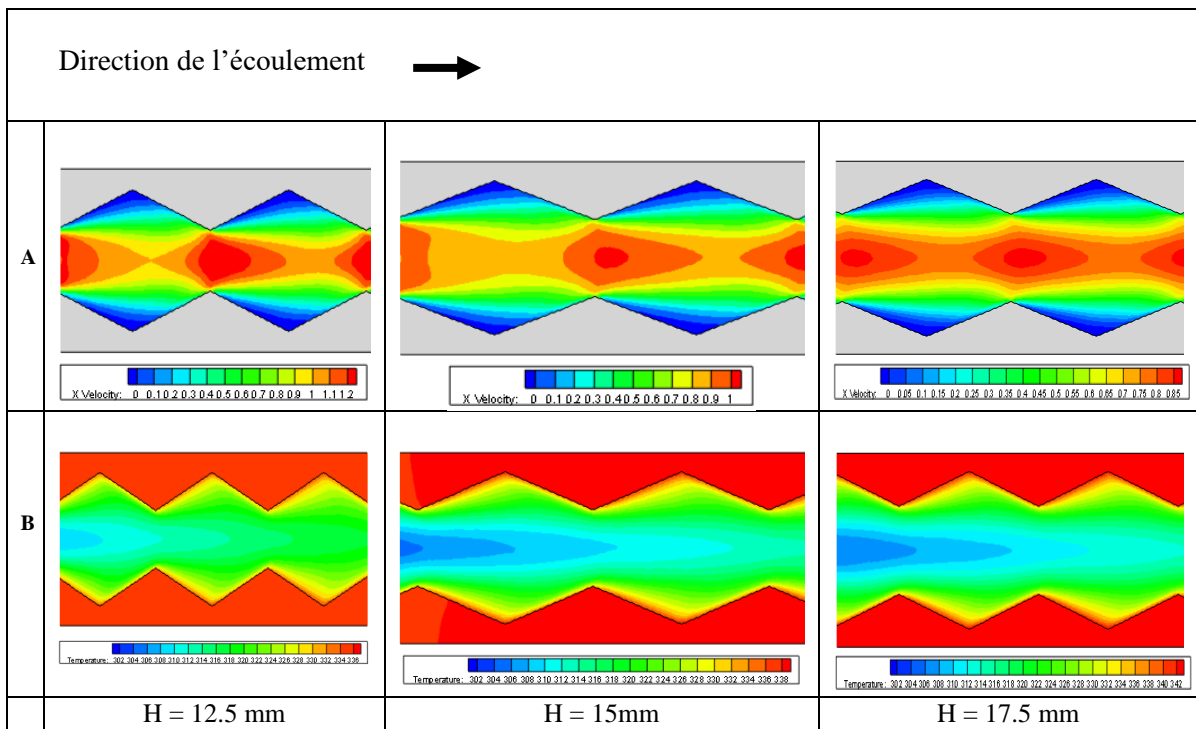 Direction de l’écoulement
A
X Velocity: 0 0.1 0.2 0.3 0.4 0.5 0.6 0.7 0.8 0.9 1 1.1 1.2
X Velocity: 0 0.1 0.2 0.3 0.4 0.5 0.6 0.7 0.8 0.9 1
X Velocity: 0 0.05 0.1 0.15 0.2 0.25 0.3 0.35 0.4 0.45 0.5 0.55 0.6 0.65 0.7 0.75 0.8 0.85
B
Temperature: 302 304 306 308 310 312 314 316 318 320 322 324 326 328 330 332 334 336
Temperature: 302 304 306 308 310 312 314 316 318 320 322 324 326 328 330 332 334 336 338
Temperature: 302 304 306 308 310 312 314 316 318 320 322 324 326 328 330 332 334 336 338 340 342
H = 12.5 mm
H = 15mm
H = 17.5 mm